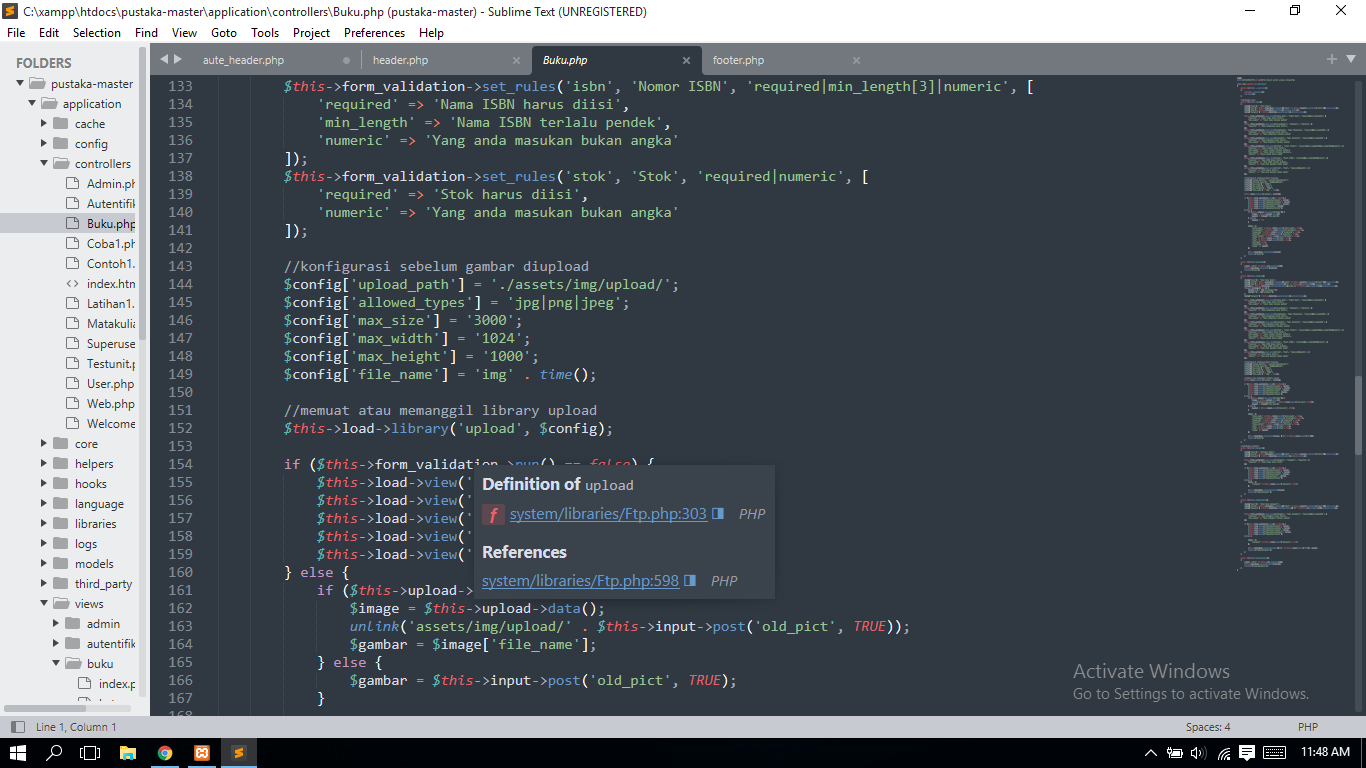 C:\xampp\htdocs\pustaka-master\application\controllers\Buku.php (pustaka-master) - Sublime Text (UNREGISTERED)
File Edit Selection Find View Goto Tools Project Preferences Help
FOLDERS
pustaka-master
application
cache
config
controllers
Admin.ph
Autentifik
Buku.php
Coba1.ph
Contoh1.
index.htm
Latihan1.
Matakulia
Superuse
Testunit.p
User.php
Web.php
Welcome
core
helpers
hooks
language
libraries
logs
models
third_party
views
admin
autentifik
buku
index.p
aute_header.php header.php Buku.php footer.php
133 $this->form_validation->set_rules('isbn', 'Nomor ISBN', 'required|min_length[3]|numeric', [
134 'required' => 'Nama ISBN harus diisi',
135 'min_length' => 'Nama ISBN terlalu pendek',
136 'numeric' => 'Yang anda masukan bukan angka'
137 ]);
138 $this->form_validation->set_rules('stok', 'Stok', 'required|numeric', [
139 'required' => 'Stok harus diisi',
140 'numeric' => 'Yang anda masukan bukan angka'
141 ]);
142
143 //konfigurasi sebelum gambar diupload
144 $config['upload_path'] = './assets/img/upload/';
145 $config['allowed_types'] = 'jpg|png|jpeg';
146 $config['max_size'] = '3000';
147 $config['max_width'] = '1024';
148 $config['max_height'] = '1000';
149 $config['file_name'] = 'img' . time();
150
151 //memuat atau memanggil library upload
152 $this->load->library('upload', $config);
153
154 if ($this->form_validation->run() == false) {
155 $this->load->view('
156 $this->load->view('
157 $this->load->view('
158 $this->load->view('
159 $this->load->view('
160 } else {
161 if ($this->upload->
162 $image = $this->upload->data();
163 unlink('assets/img/upload/' . $this->input->post('old_pict', TRUE));
164 $gambar = $image['file_name'];
165 } else {
166 $gambar = $this->input->post('old_pict', TRUE);
167 }
168
Definition of upload
f system/libraries/Ftp.php:303 PHP
References
system/libraries/Ftp.php:598 PHP
Activate Windows
Go to Settings to activate Windows.
Line 1, Column 1 Spaces: 4 PHP
11:48 AM